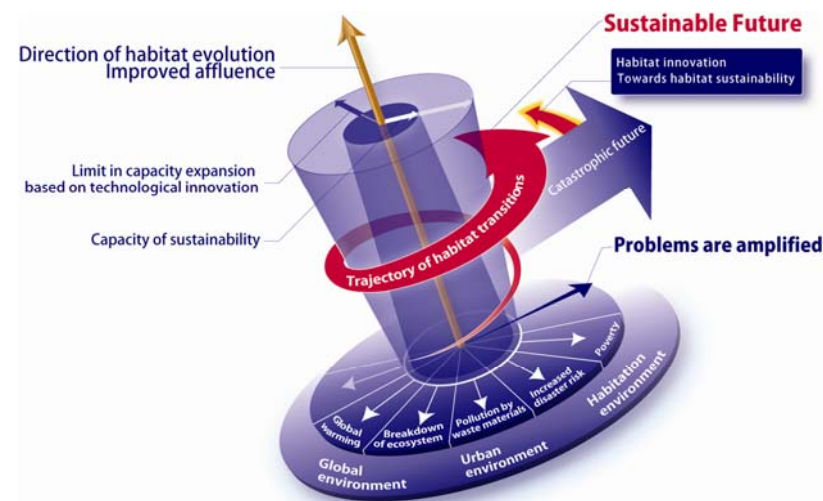 Sustainable Future
Direction of habitat evolution
Improved affluence
Habitat innovation
Towards habitat sustainability
Limit in capacity expansion
based on technological innovation
Catastrophic future
Capacity of sustainability
Trajectory of habitat transitions
Problems are amplified
Global
warming
Breakdown
of ecosystem
Pollution by
waste materials
Increased
disaster risk
Poverty
Global
environment
Urban
environment
Habitation
environment